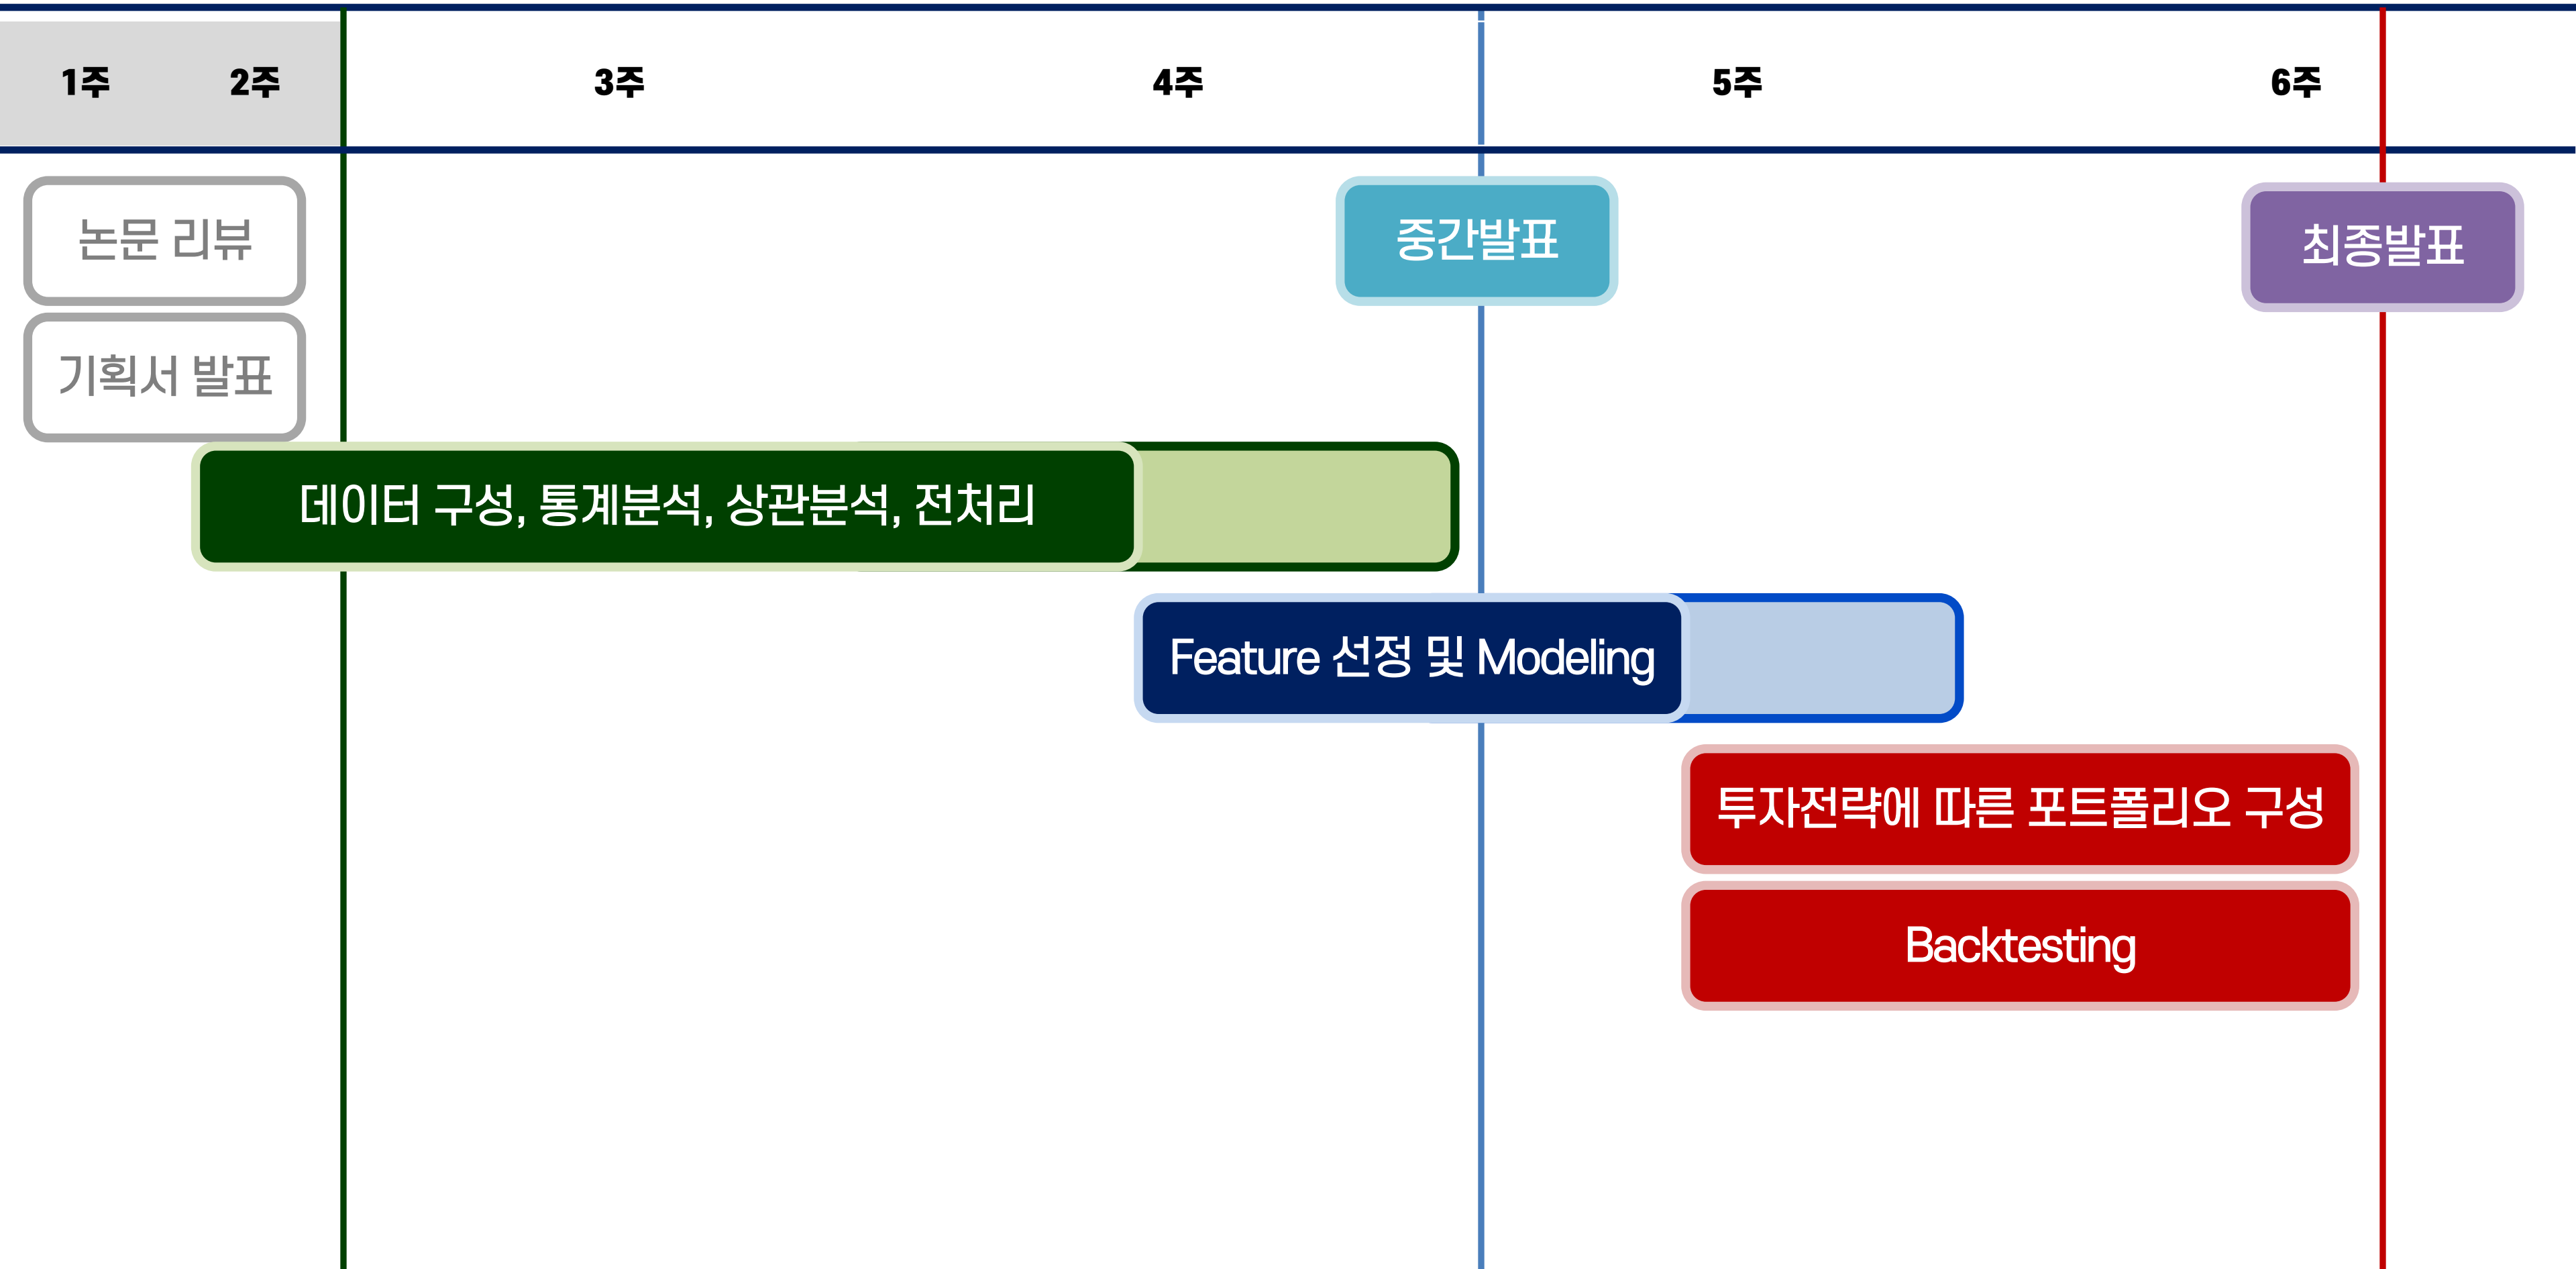 1주
2주
3주
4주
5주
6주
논문 리뷰
중간발표
최종발표
기획서 발표
데이터 구성, 통계분석, 상관분석, 전처리
Feature 선정 및 Modeling
투자전략에 따른 포트폴리오 구성
Backtesting